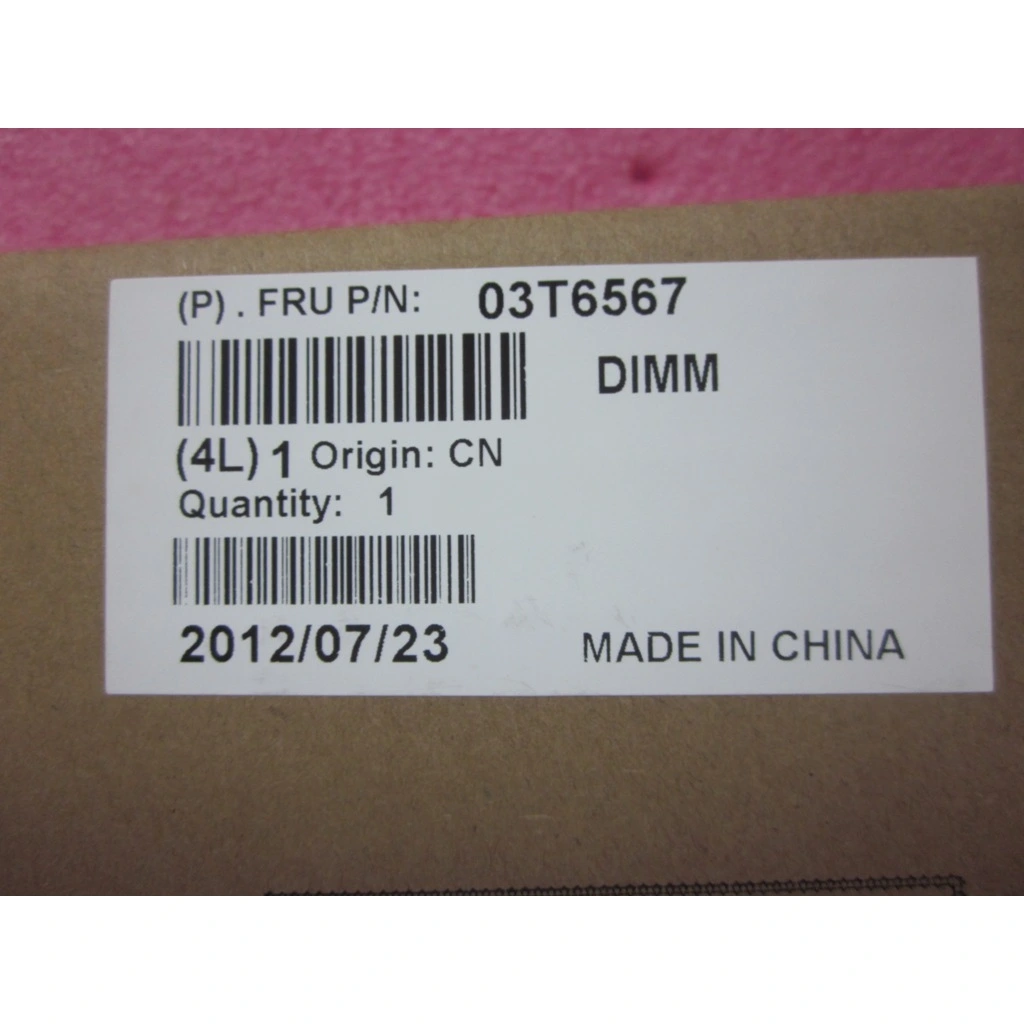 (P) . FRU P/N: 03T6567
DIMM
(4L) 1 Origin: CN
Quantity: 1
2012/07/23 MADE IN CHINA